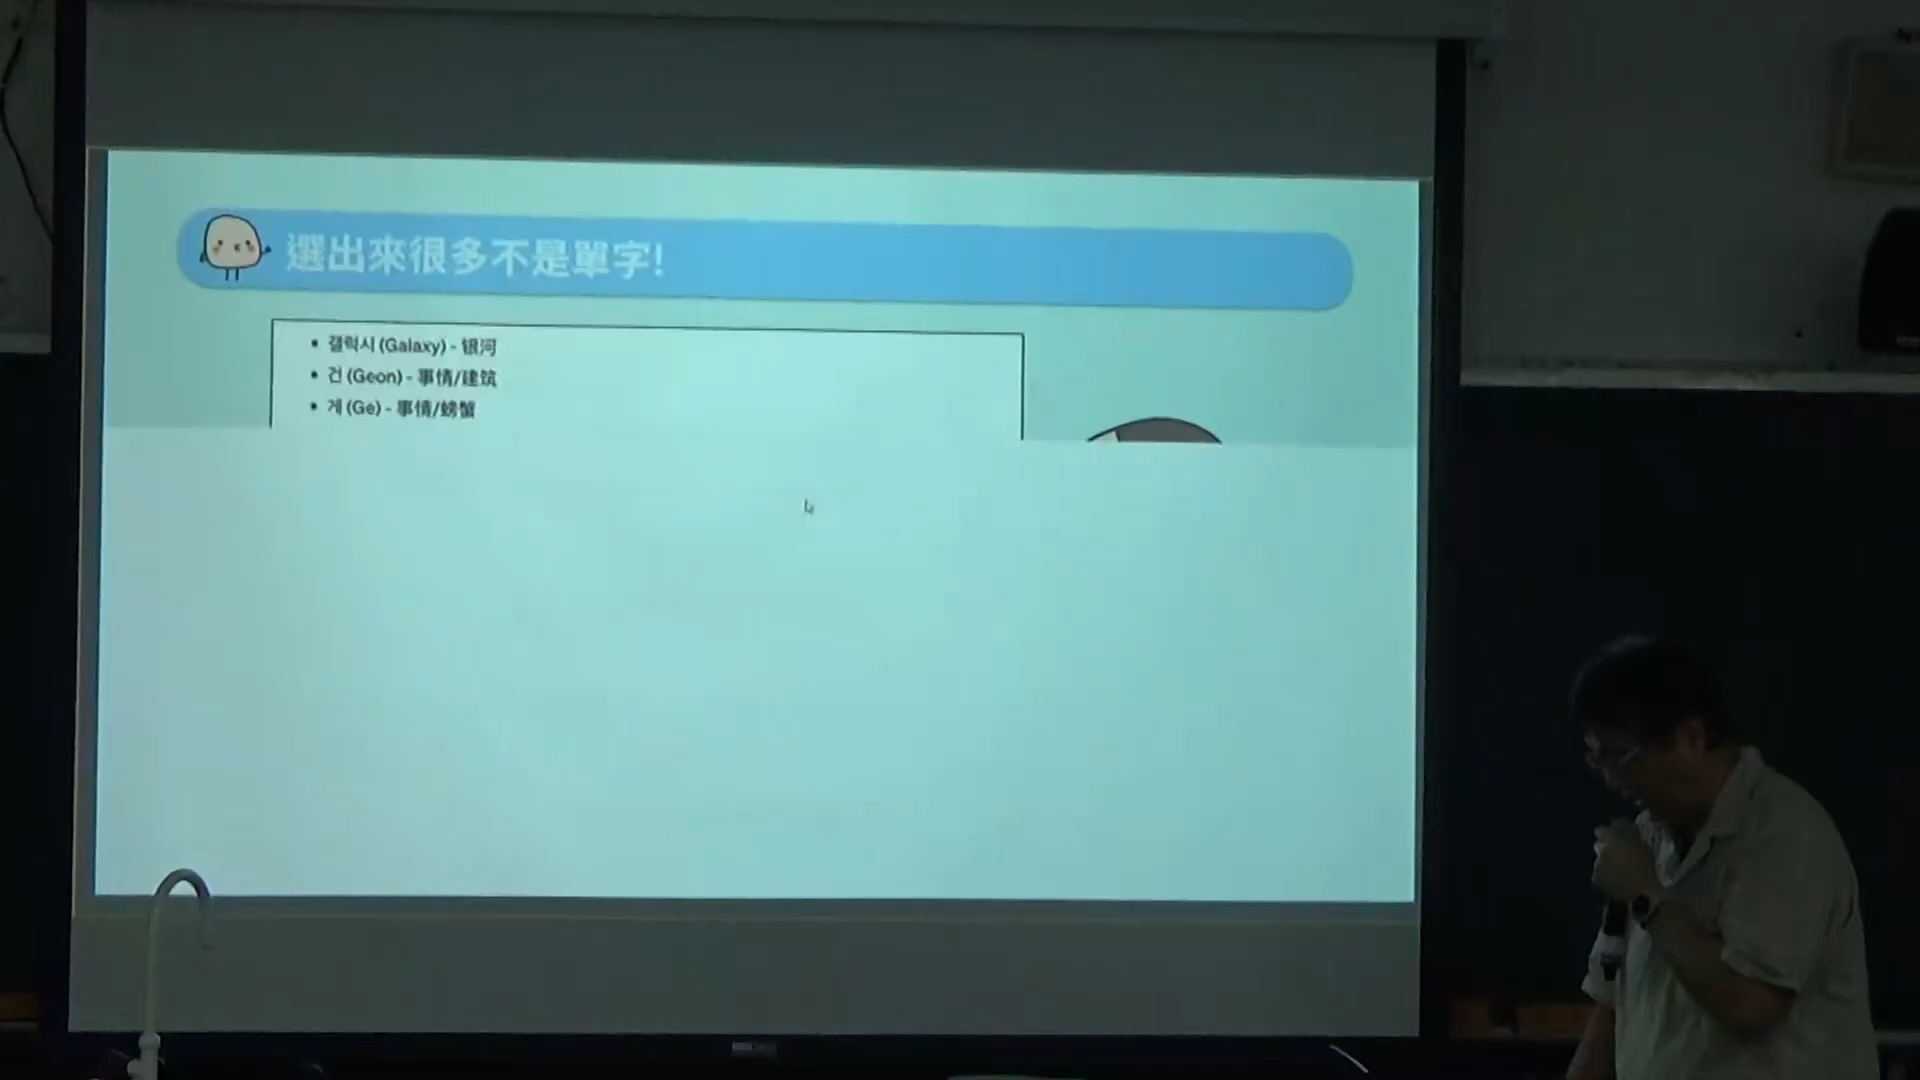 選出來很多不是單字!
• 갤럭시 (Galaxy) - 银河
• 건 (Geon) - 事情/建筑
• 게 (Ge) - 事情/螃蟹